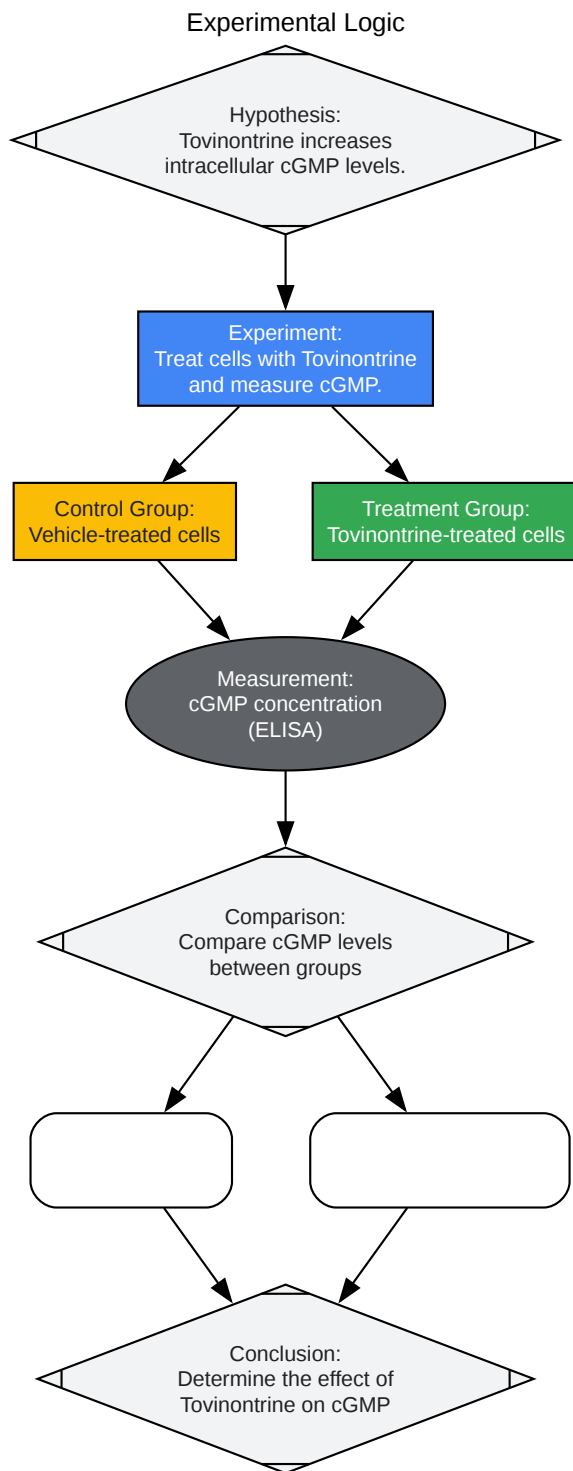 Experimental Logic
Hypothesis:
Tovinontrine increases
intracellular cGMP levels.
Experiment:
Treat cells with Tovinontrine
and measure cGMP.
Control Group:
Vehicle-treated cells
Treatment Group:
Tovinontrine-treated cells
Measurement:
cGMP concentration
(ELISA)
Comparison:
Compare cGMP levels
between groups
Conclusion:
Determine the effect of
Tovinontrine on cGMP